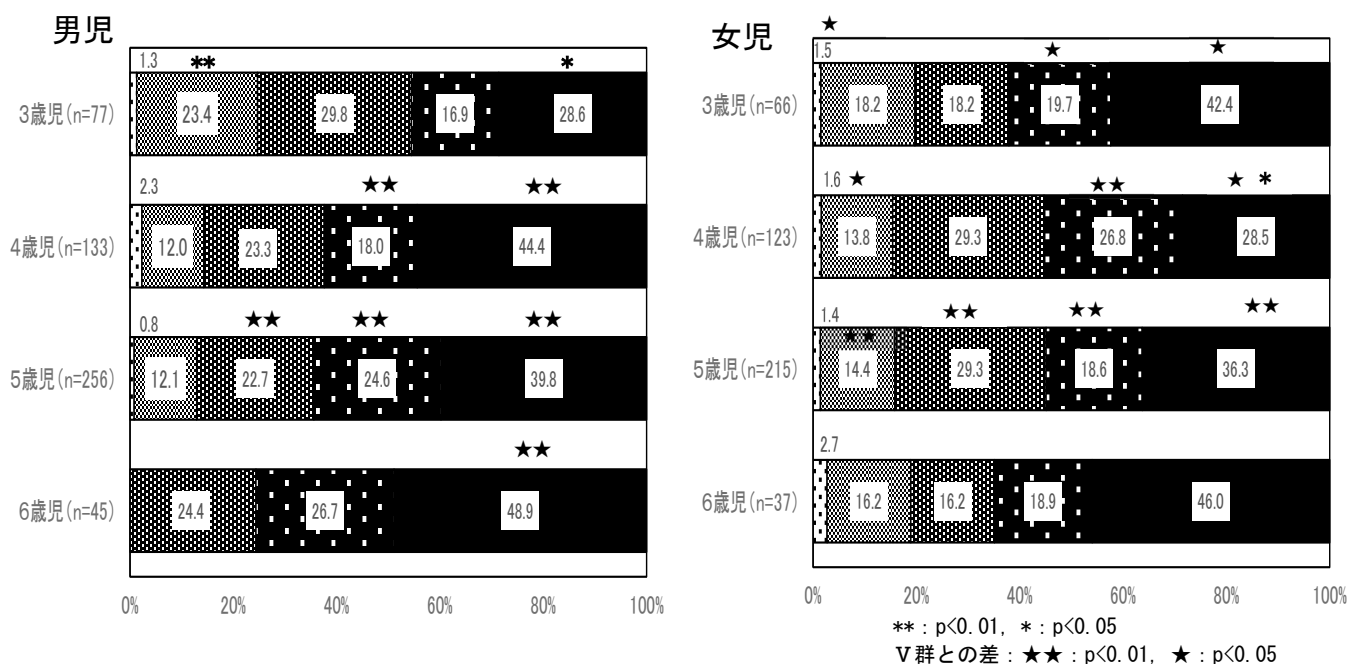 男児
1.3 ** *
3歳児(n=77) 23.4 29.8 16.9 28.6
2.3 ★★ ★★
4歳児(n=133) 12.0 23.3 18.0 44.4
0.8 ★★ ★★ ★★
5歳児(n=256) 12.1 22.7 24.6 39.8
★★
6歳児(n=45) 24.4 26.7 48.9
0% 20% 40% 60% 80% 100%
女児
★
1.5 ★ ★
3歳児(n=66) 18.2 18.2 19.7 42.4
1.6 ★ ★★ ★ *
4歳児(n=123) 13.8 29.3 26.8 28.5
1.4 ★★ ★★ ★★
★★
5歳児(n=215) 14.4 29.3 18.6 36.3
2.7
6歳児(n=37) 16.2 16.2 18.9 46.0
0% 20% 40% 60% 80% 100%
**：p<0.01, *：p<0.05
Ⅴ群との差：★★：p<0.01, ★：p<0.05